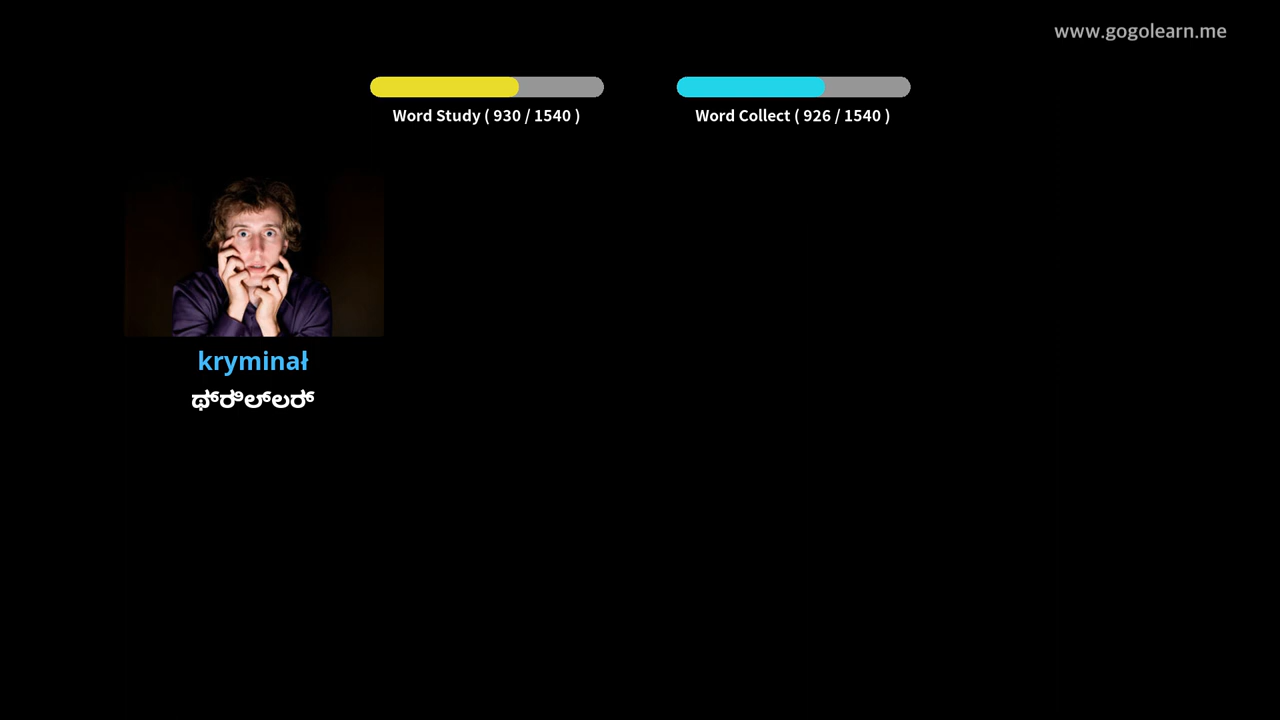 www.gogolearn.me
Word Study ( 930 / 1540 )
Word Collect ( 926 / 1540 )
kryminał
ಥ್ರಿಲ್ಲರ್